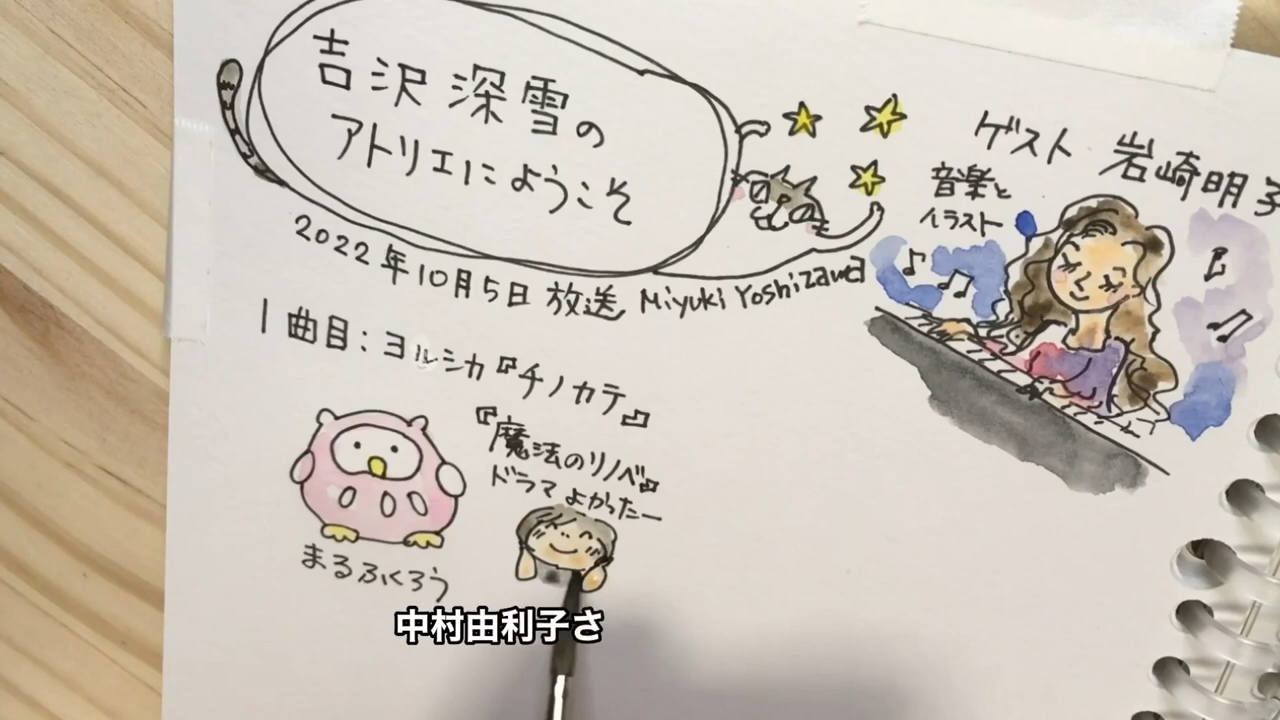 吉沢深雪の
アトリエにようこそ
2022年10月5日放送 Miyuki Yoshizawa
ゲスト 岩崎明子
音楽と
イラスト
1曲目:ヨルシカ『チノカテ』
『魔法のリノベ』
ドラマよかったー
まるふくろう
中村由利子さ